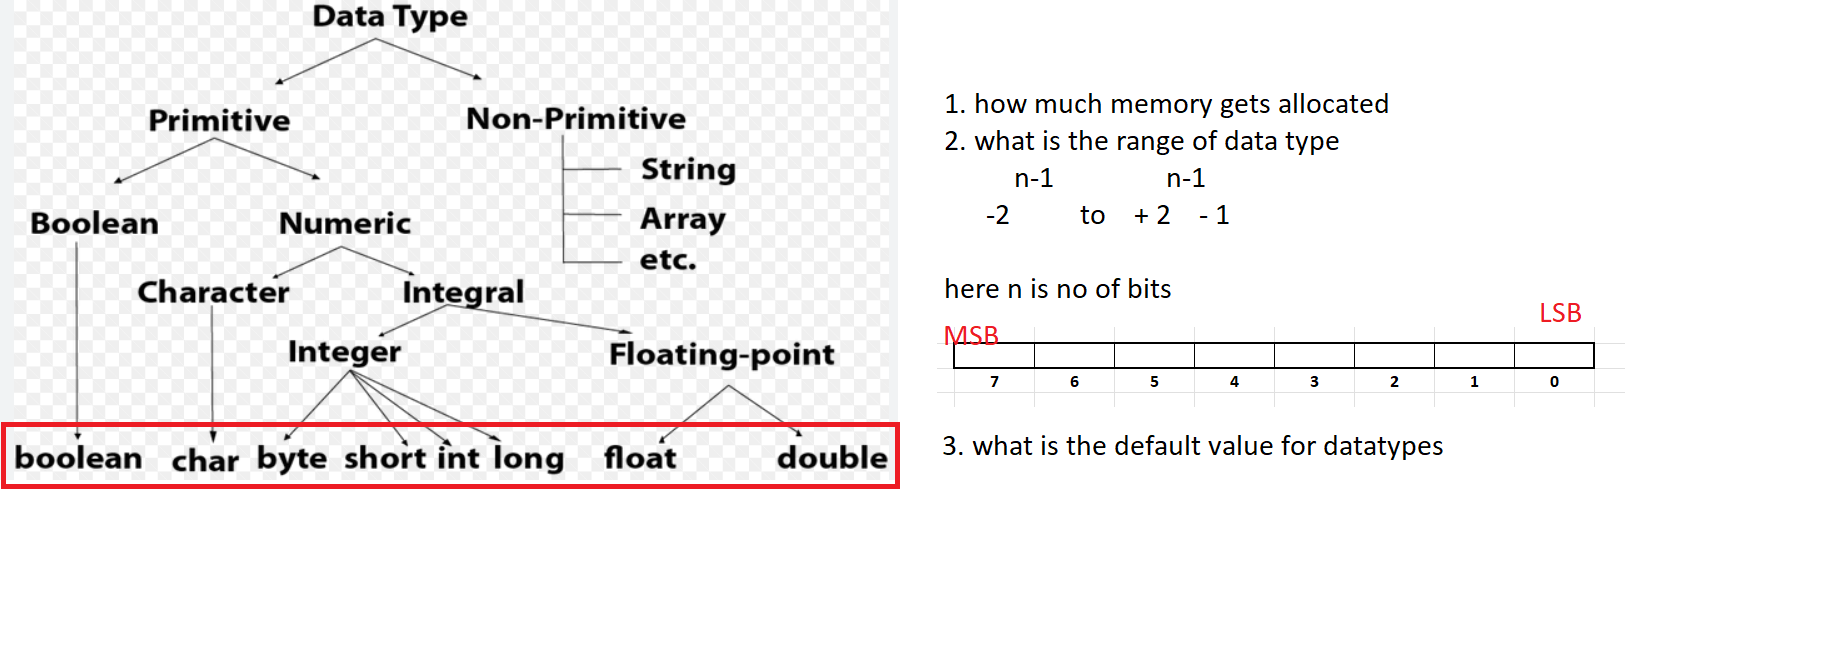 Data Type
Primitive
Non-Primitive
String
Array
etc.
Boolean
Numeric
Character
Integral
Integer
Floating-point
boolean char byte short int long float double
1. how much memory gets allocated
2. what is the range of data type
n-1 n-1
-2 to + 2 - 1
here n is no of bits
LSB
MSB
7 6 5 4 3 2 1 0
3. what is the default value for datatypes